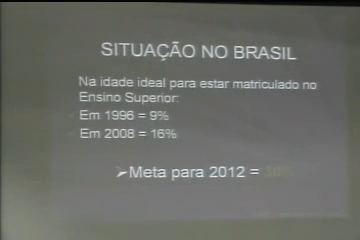 SITUAÇÃO NO BRASIL
Na idade ideal para estar matriculado no
Ensino Superior:
Em 1996 = 9%
Em 2008 = 16%
➢Meta para 2012 =